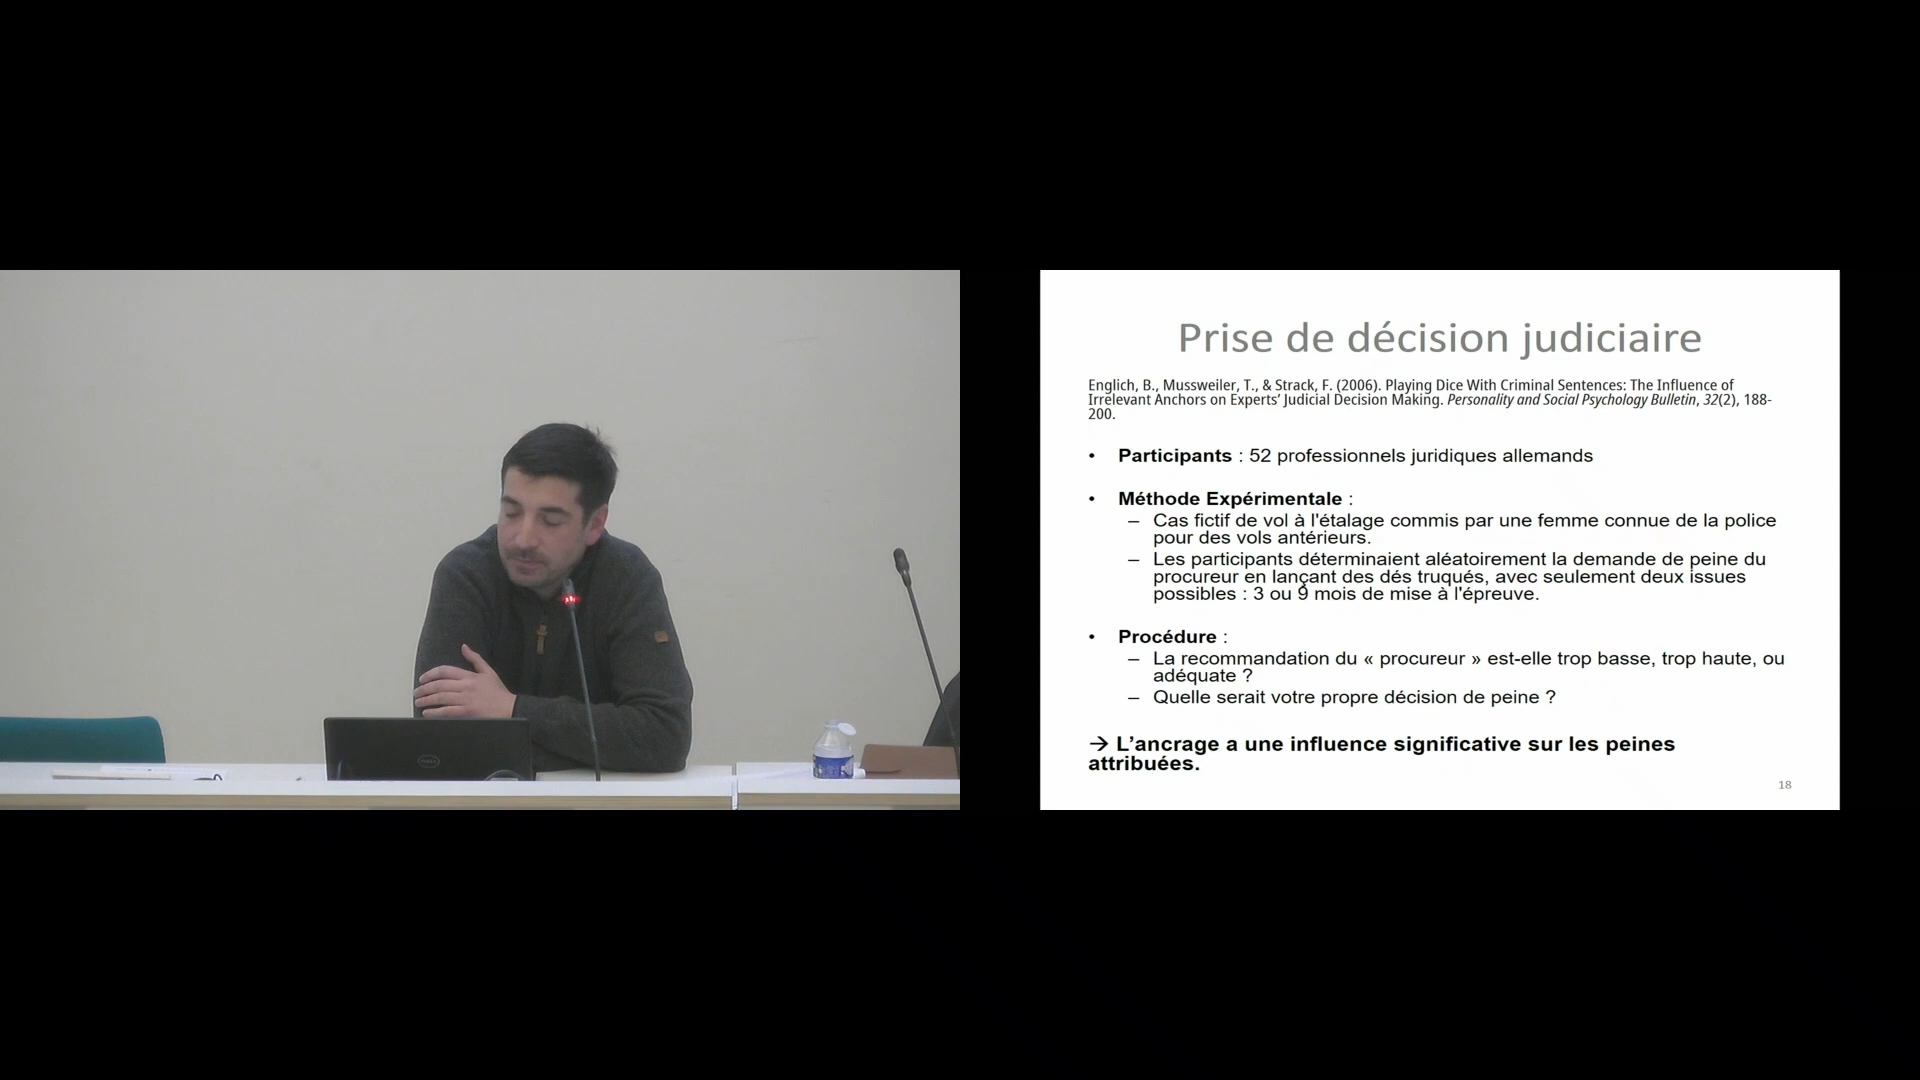 Prise de décision judiciaire
Englich, B., Mussweiler, T., & Strack, F. (2006). Playing Dice With Criminal Sentences: The Influence of
Irrelevant Anchors on Experts’ Judicial Decision Making. Personality and Social Psychology Bulletin, 32(2), 188-
200.
• Participants : 52 professionnels juridiques allemands
• Méthode Expérimentale :
– Cas fictif de vol à l'étalage commis par une femme connue de la police
pour des vols antérieurs.
– Les participants déterminaient aléatoirement la demande de peine du
procureur en lançant des dés truqués, avec seulement deux issues
possibles : 3 ou 9 mois de mise à l'épreuve.
• Procédure :
– La recommandation du « procureur » est-elle trop basse, trop haute, ou
adéquate ?
– Quelle serait votre propre décision de peine ?
→ L’ancrage a une influence significative sur les peines
attribuées.
18
DELL